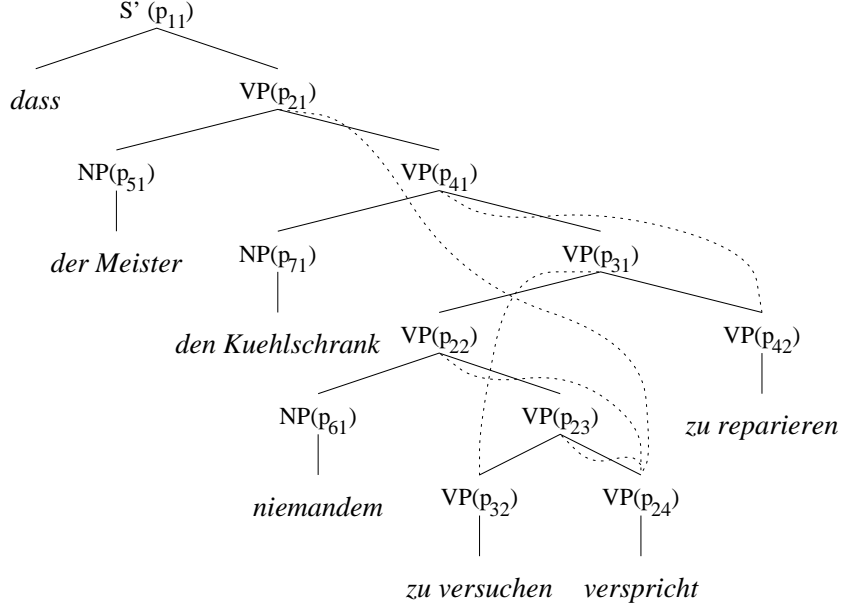 S' (p11)
dass VP(p21)
NP(p51) VP(p41)
der Meister NP(p71) VP(p31)
den Kuehlschrank VP(p22) VP(p42)
NP(p61) VP(p23) zu reparieren
niemandem VP(p32) VP(p24)
zu versuchen verspricht